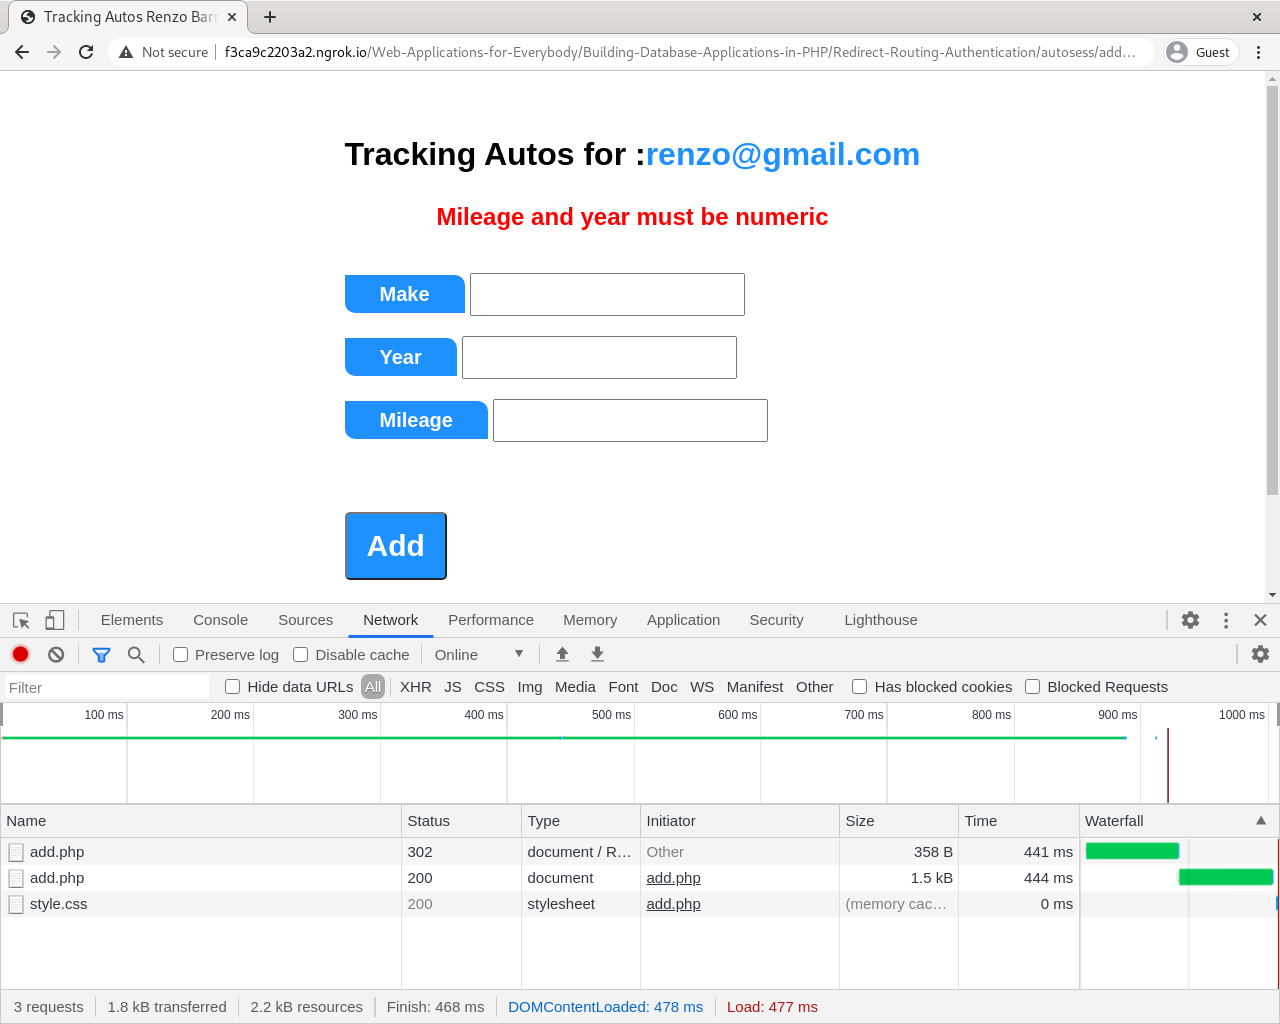 Tracking Autos Renzo Barr
Not secure f3ca9c2203a2.ngrok.io/Web-Applications-for-Everybody/Building-Database-Applications-in-PHP/Redirect-Routing-Authentication/autosess/add… Guest
Tracking Autos for :renzo@gmail.com
Mileage and year must be numeric
Make
Year
Mileage
Add
Elements Console Sources Network Performance Memory Application Security Lighthouse
Preserve log Disable cache Online
Filter Hide data URLs All XHR JS CSS Img Media Font Doc WS Manifest Other Has blocked cookies Blocked Requests
100 ms 200 ms 300 ms 400 ms 500 ms 600 ms 700 ms 800 ms 900 ms 1000 ms
Name Status Type Initiator Size Time Waterfall
add.php 302 document / R… Other 358 B 441 ms
add.php 200 document add.php 1.5 kB 444 ms
style.css 200 stylesheet add.php (memory cac… 0 ms
3 requests 1.8 kB transferred 2.2 kB resources Finish: 468 ms DOMContentLoaded: 478 ms Load: 477 ms